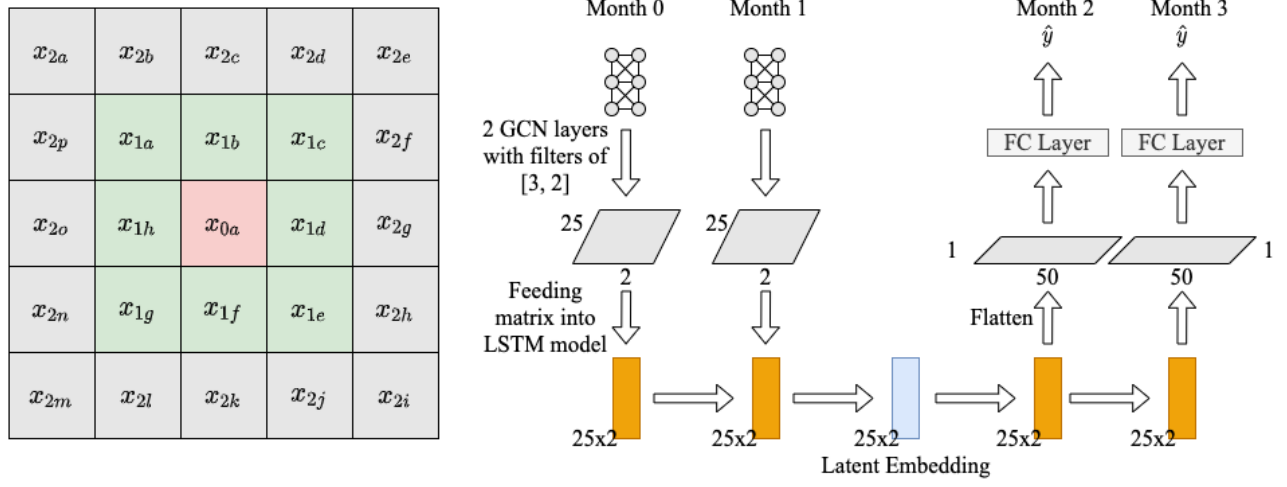 x_{2a} x_{2b} x_{2c} x_{2d} x_{2e}
x_{2p} x_{1a} x_{1b} x_{1c} x_{2f}
x_{2o} x_{1h} x_{0a} x_{1d} x_{2g}
x_{2n} x_{1g} x_{1f} x_{1e} x_{2h}
x_{2m} x_{2l} x_{2k} x_{2j} x_{2i}
Month 0 Month 1 Month 2 Month 3
ŷ ŷ
2 GCN layers
with filters of
[3, 2]
FC Layer FC Layer
25 25
2 2
1 1
50 50
Feeding
matrix into
LSTM model
Flatten
25x2 25x2 25x2 25x2 25x2
Latent Embedding